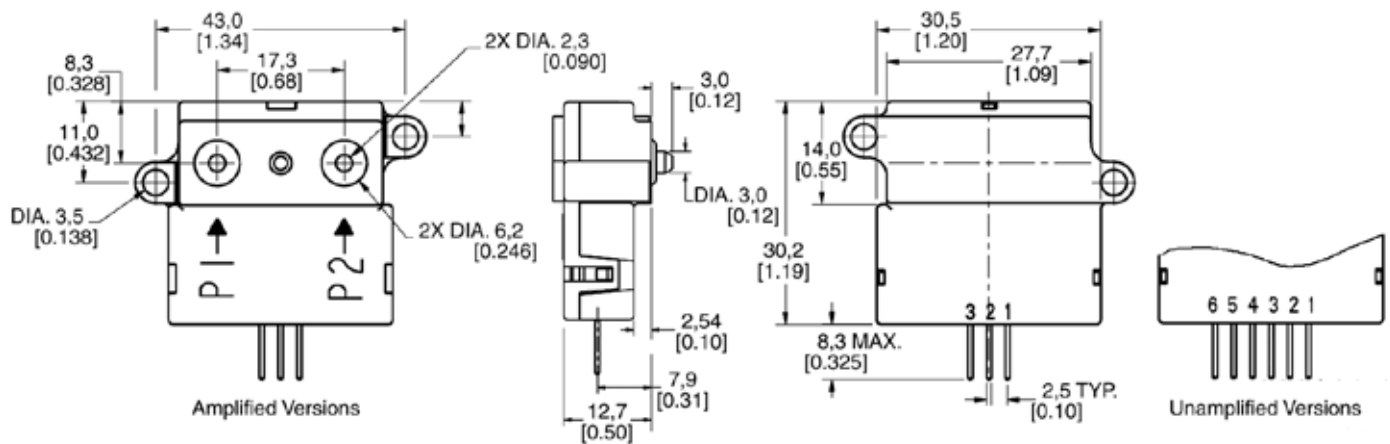 43,0
[1.34]
17,3
[0.68]
8,3
[0.328]
11,0
[0.432]
DIA. 3,5
[0.138]
2X DIA. 2,3
[0.090]
2X DIA. 6,2
[0.246]
P1
P2
Amplified Versions
3,0
[0.12]
DIA. 3,0
[0.12]
2,54
[0.10]
7,9
[0.31]
12,7
[0.50]
30,5
[1.20]
27,7
[1.09]
14,0
[0.55]
30,2
[1.19]
3 2 1
8,3 MAX.
[0.325]
2,5 TYP.
[0.10]
6 5 4 3 2 1
Unamplified Versions